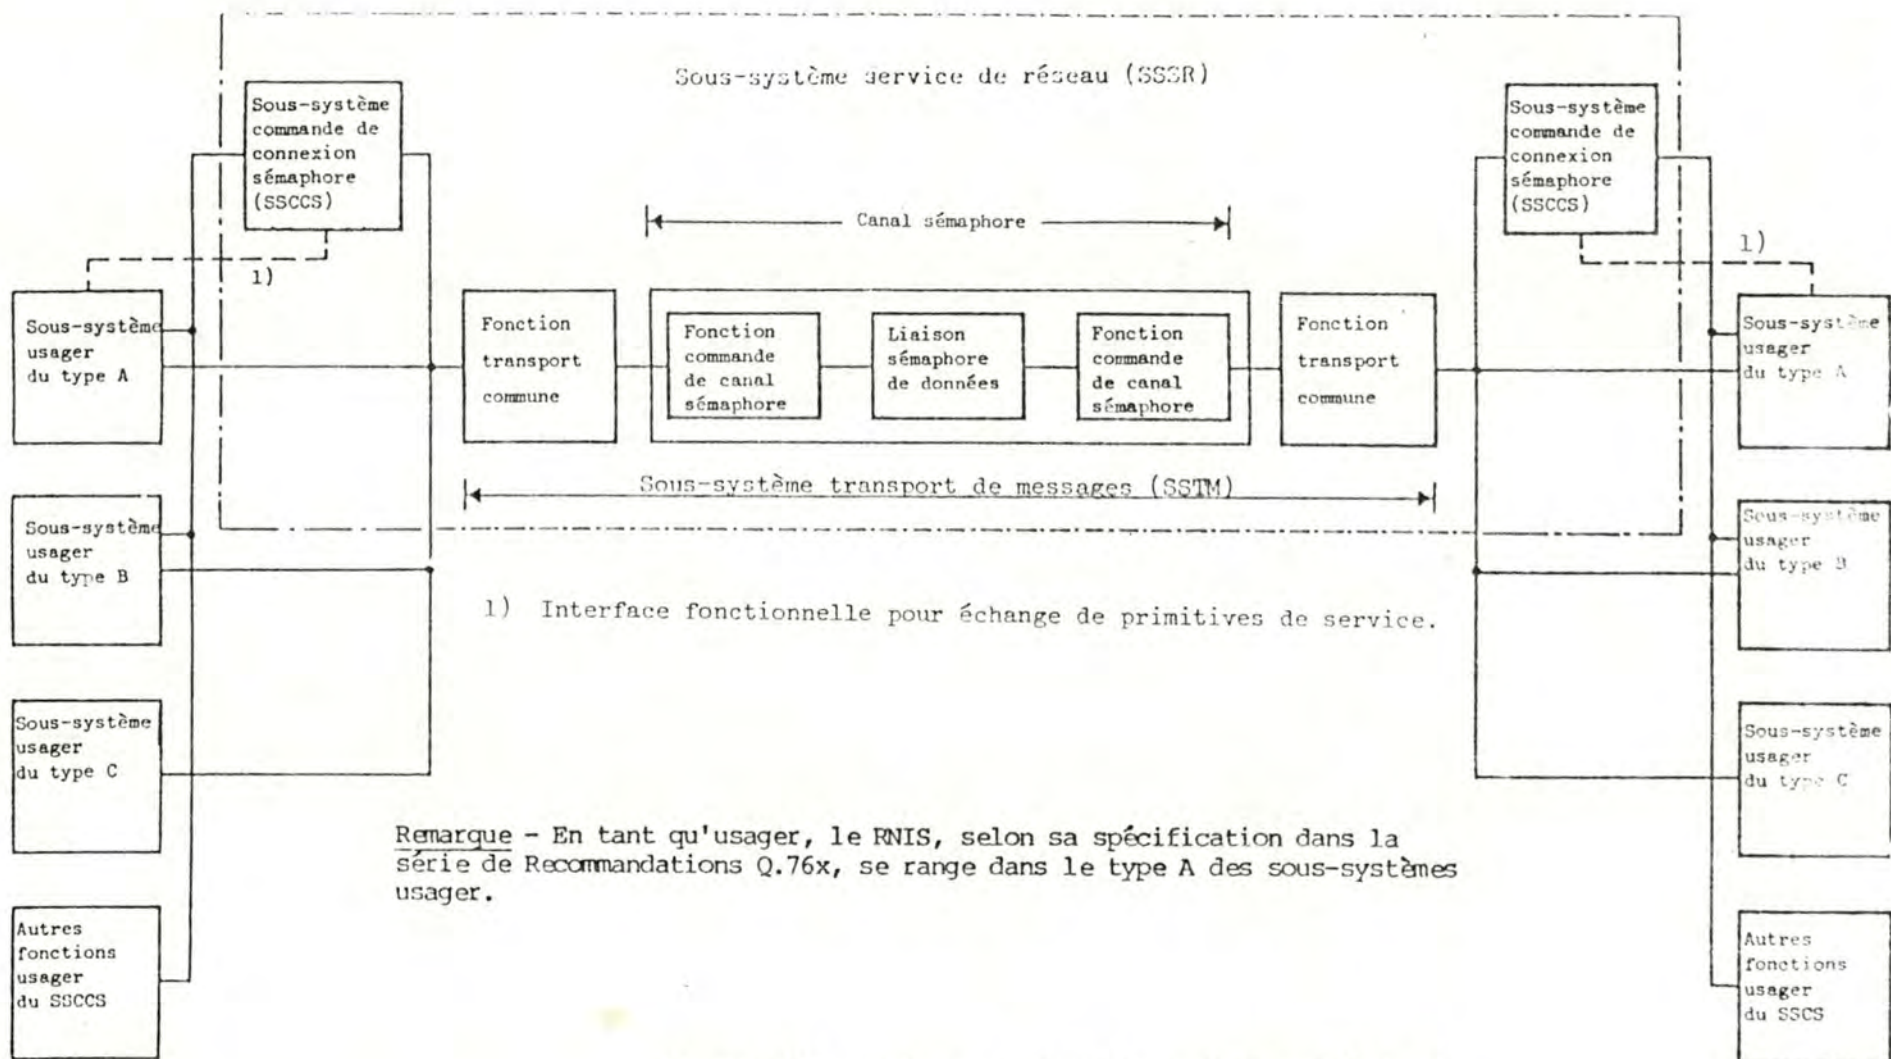 Sous-système service de réseau (SSSR)
Sous-système
commande de
connexion
sémaphore
(SSCCS)
Sous-système
commande de
connexion
sémaphore
(SSCCS)
Canal sémaphore
1)
1)
Sous-système
usager
du type A
Fonction
transport
commune
Fonction
commande
de canal
sémaphore
Liaison
sémaphore
de données
Fonction
commande
de canal
sémaphore
Fonction
transport
commune
Sous-système
usager
du type A
Sous-système transport de messages (SSTM)
Sous-système
usager
du type B
Sous-système
usager
du type B
1) Interface fonctionnelle pour échange de primitives de service.
Sous-système
usager
du type C
Sous-système
usager
du type C
Remarque - En tant qu'usager, le RNIS, selon sa spécification dans la
série de Recommandations Q.76x, se range dans le type A des sous-systèmes
usager.
Autres
fonctions
usager
du SSCCS
Autres
fonctions
usager
du SSCS